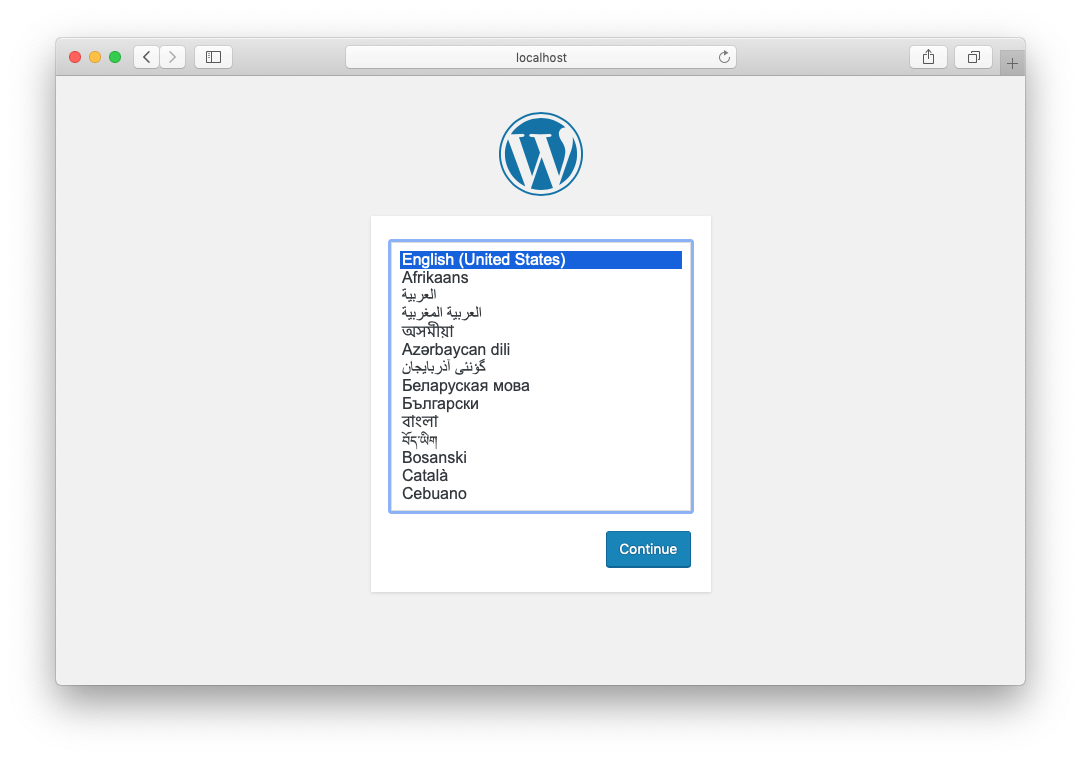 localhost
English (United States)
Afrikaans
العربية
العربية المغربية
অসমীয়া
Azərbaycan dili
گؤنئی آذربایجان
Беларуская мова
Български
বাংলা
བོད་ཡིག
Bosanski
Català
Cebuano
Continue